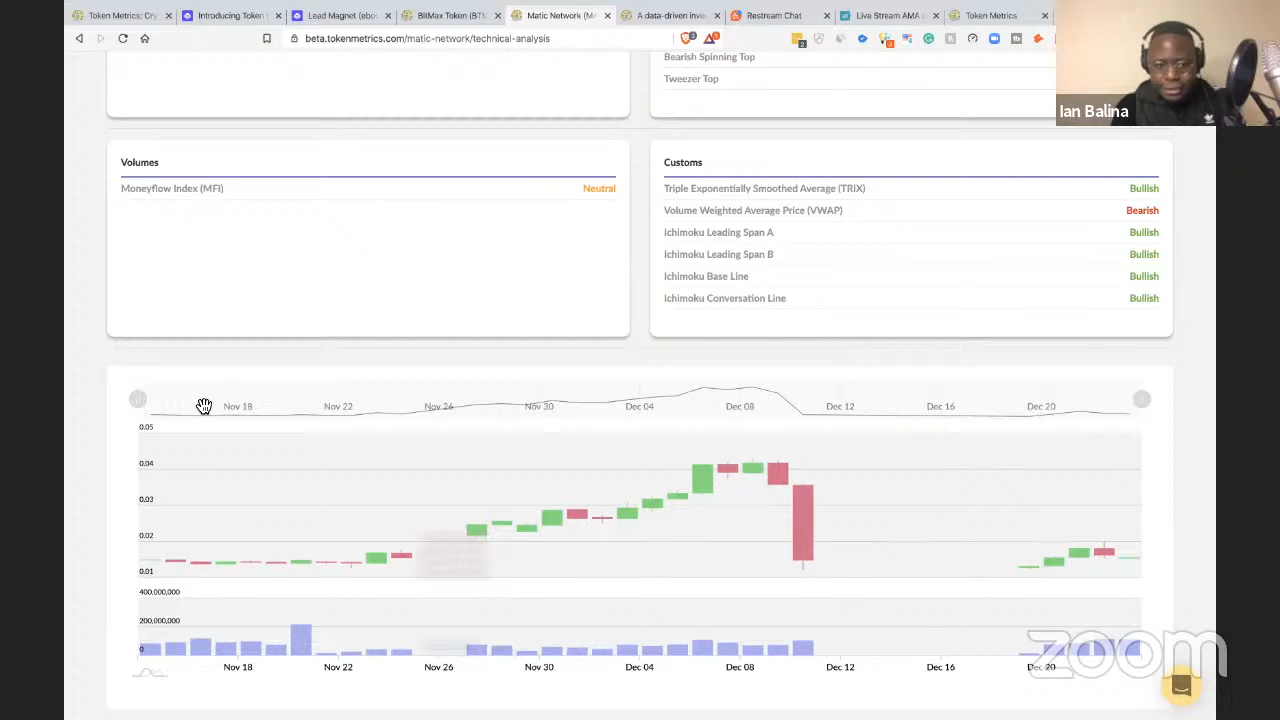 Token Metrics: Cry
Introducing Token
Lead Magnet (ebo
BitMax Token (BTM
Matic Network (MA
A data-driven inve
Restream Chat
Live Stream AMA
Token Metrics
beta.tokenmetrics.com/matic-network/technical-analysis
Ian Balina
Bearish Spinning Top
Tweezer Top
Volumes
Moneyflow Index (MFI) Neutral
Customs
Triple Exponentially Smoothed Average (TRiX) Bullish
Volume Weighted Average Price (VWAP) Bearish
Ichimoku Leading Span A Bullish
Ichimoku Leading Span B Bullish
Ichimoku Base Line Bullish
Ichimoku Conversation Line Bullish
Nov 18 Nov 22 Nov 26 Nov 30 Dec 04 Dec 08 Dec 12 Dec 16 Dec 20
0.05
0.04
0.03
0.02
0.01
400,000,000
200,000,000
0
Nov 18 Nov 22 Nov 26 Nov 30 Dec 04 Dec 08 Dec 12 Dec 16 Dec 20
zoom